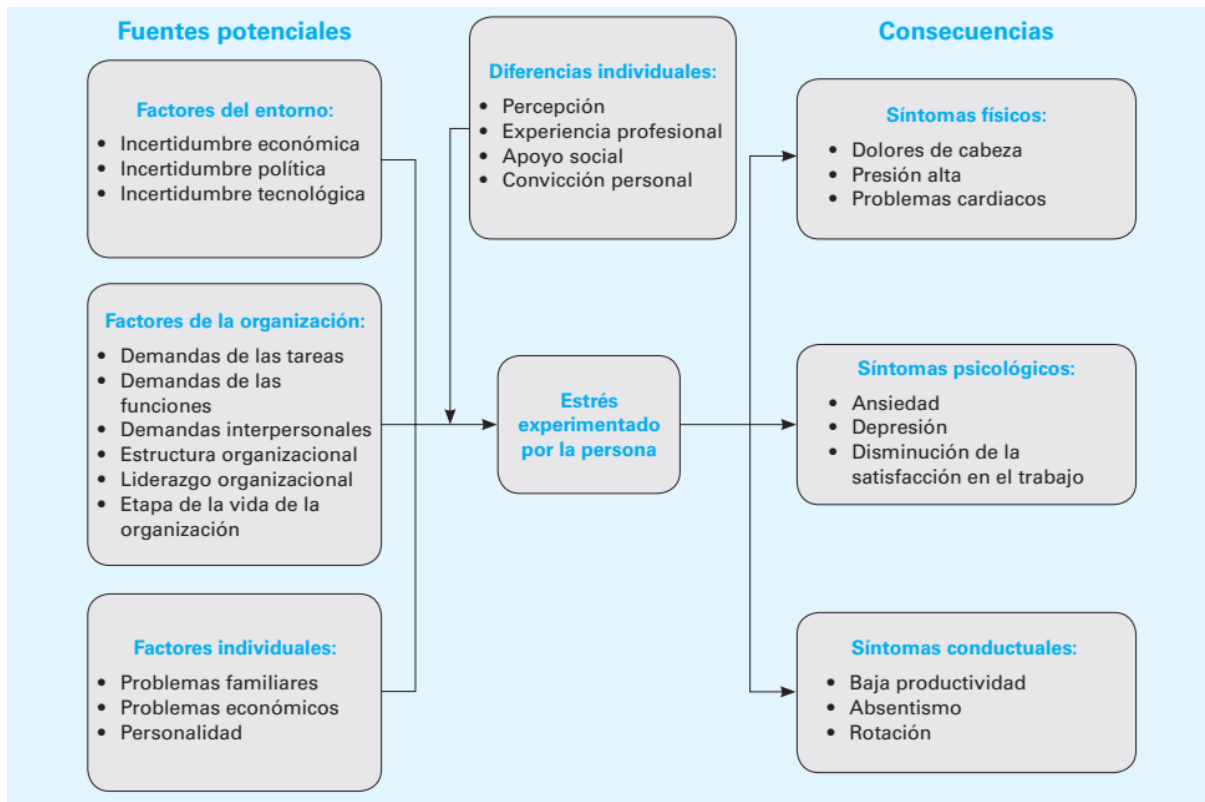 Fuentes potenciales
Factores del entorno:
• Incertidumbre económica
• Incertidumbre política
• Incertidumbre tecnológica
Factores de la organización:
• Demandas de las tareas
• Demandas de las
funciones
• Demandas interpersonales
• Estructura organizacional
• Liderazgo organizacional
• Etapa de la vida de la
organización
Factores individuales:
• Problemas familiares
• Problemas económicos
• Personalidad
Diferencias individuales:
• Percepción
• Experiencia profesional
• Apoyo social
• Convicción personal
Estrés
experimentado
por la persona
Consecuencias
Síntomas físicos:
• Dolores de cabeza
• Presión alta
• Problemas cardiacos
Síntomas psicológicos:
• Ansiedad
• Depresión
• Disminución de la
satisfacción en el trabajo
Síntomas conductuales:
• Baja productividad
• Absentismo
• Rotación